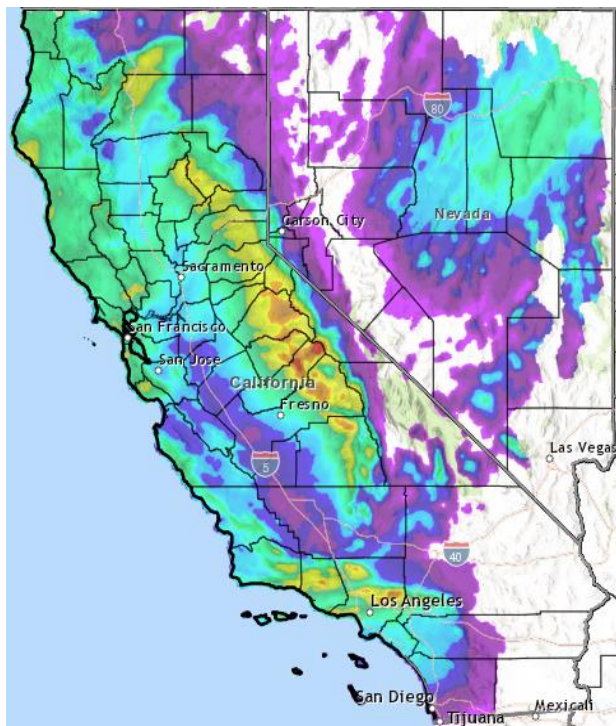 80
Nevada
Carson City
Sacramento
San Francisco
San Jose
California
Fresno
5
Las Vegas
40
Los Angeles
San Diego
Tijuana
Mexicali